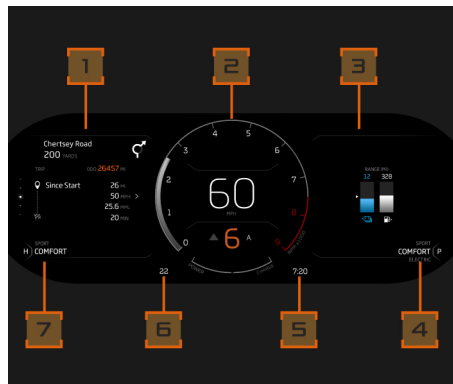 1
2
3
Chertsey Road
200 YARDS
TRIP ODO 26457 MI
Since Start 26 MI
50 MPH >
25.6 MPG
20 MIN
SPORT
H COMFORT
0
1
2
3
4
5
6
7
8
9
60
MPH
6 A
POWER
CHARGE
RANGE (MI)
12 328
SPORT
COMFORT P
ELECTRIC
22
7:20
7
6
5
4